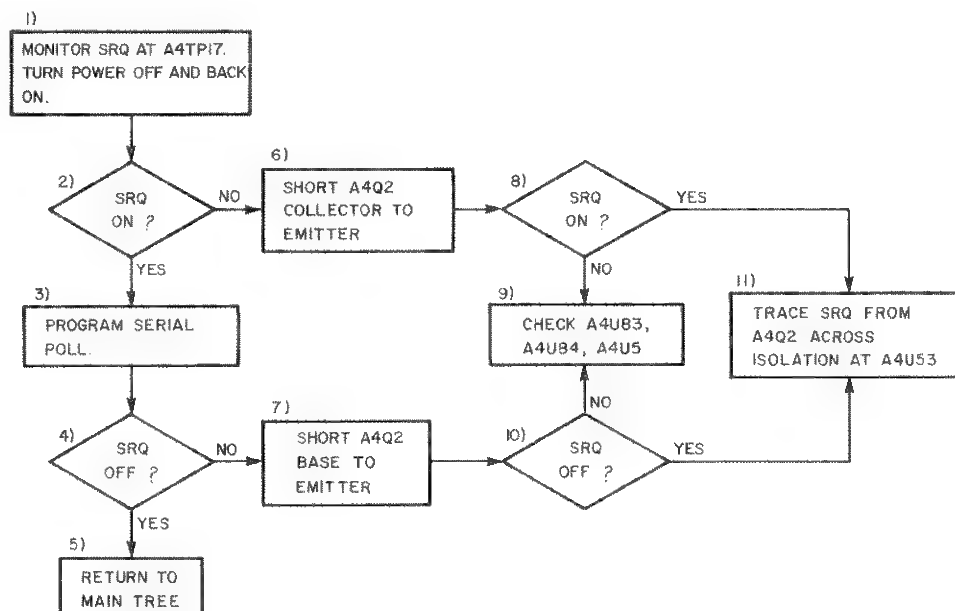 1)
MONITOR SRQ AT A4TP17.
TURN POWER OFF AND BACK
ON.
2)
SRQ
ON ?
NO
YES
6)
SHORT A4Q2
COLLECTOR TO
EMITTER
8)
SRQ
ON ?
YES
NO
3)
PROGRAM SERIAL
POLL.
9)
CHECK A4U83,
A4U84, A4U5
11)
TRACE SRQ FROM
A4Q2 ACROSS
ISOLATION AT A4U53
4)
SRQ
OFF ?
NO
YES
7)
SHORT A4Q2
BASE TO
EMITTER
10)
SRQ
OFF ?
NO
YES
5)
RETURN TO
MAIN TREE